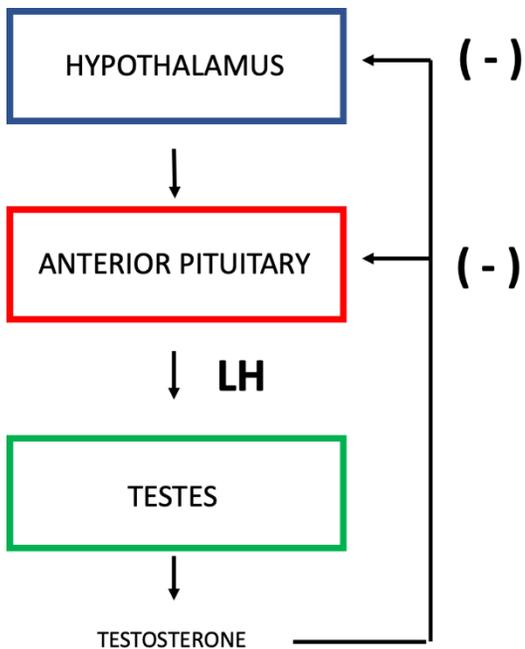 HYPOTHALAMUS
( - )
ANTERIOR PITUITARY
( - )
LH
TESTES
TESTOSTERONE